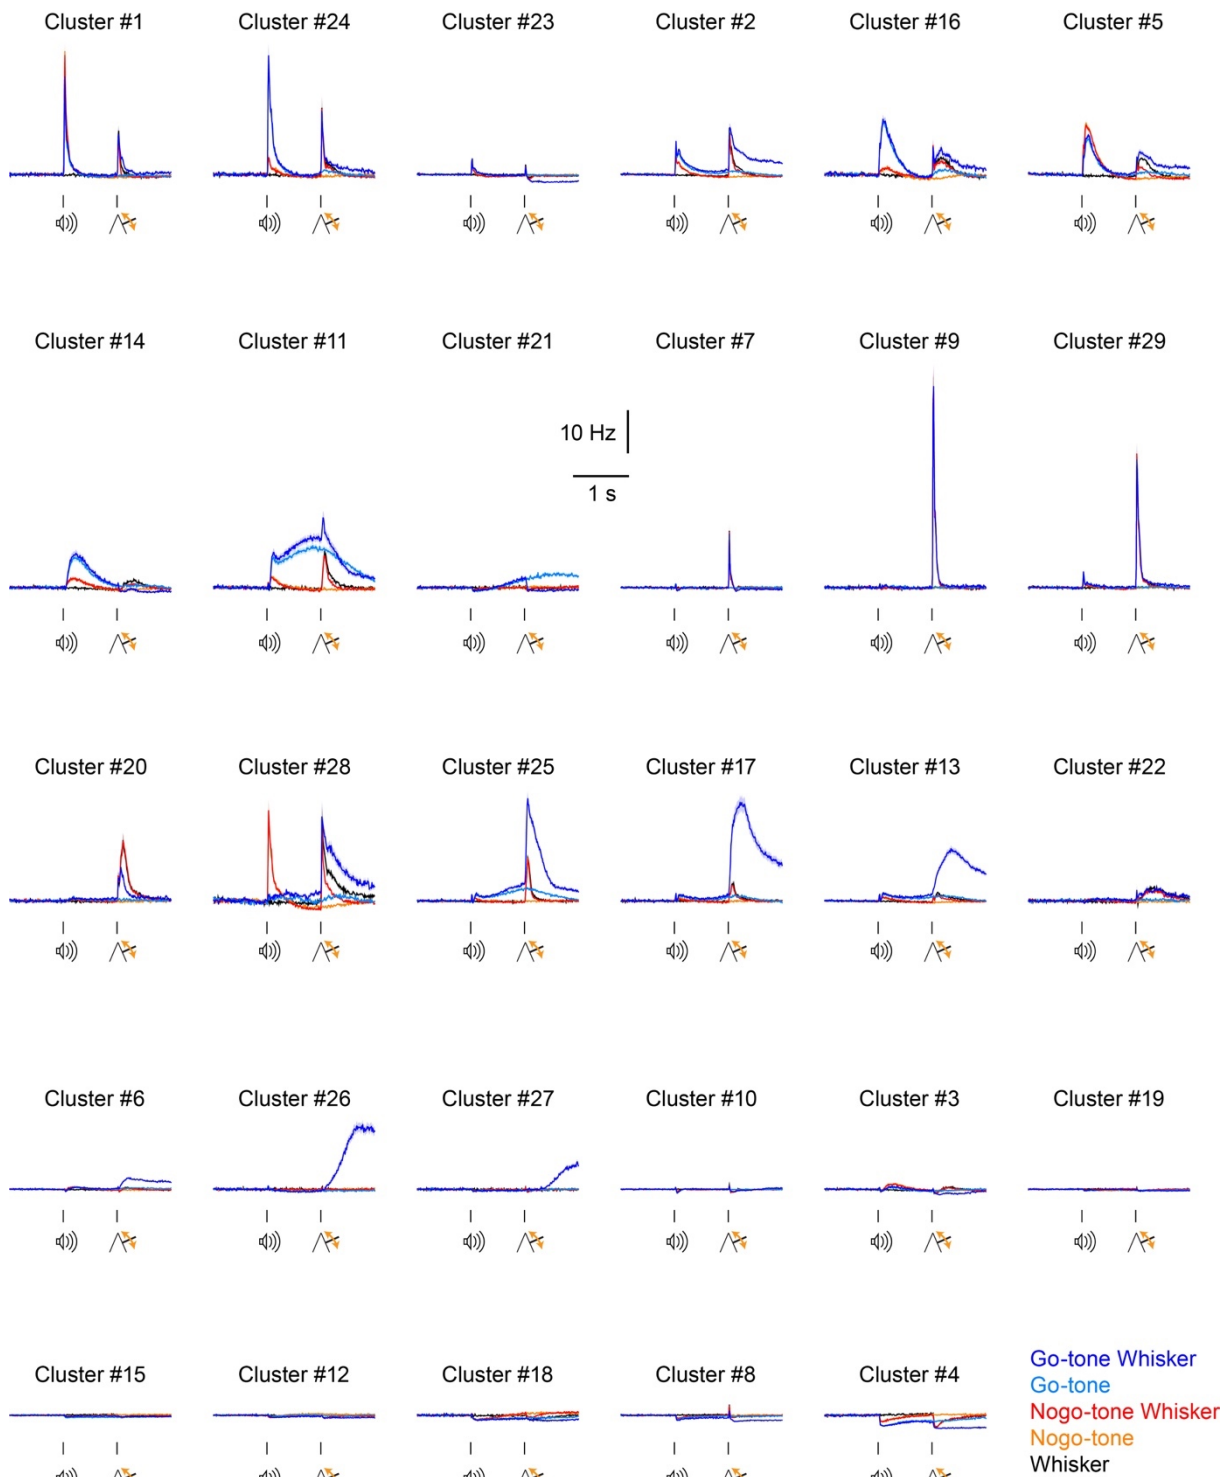 Cluster #1
Cluster #24
Cluster #23
Cluster #2
Cluster #16
Cluster #5
Cluster #14
Cluster #11
Cluster #21
Cluster #7
Cluster #9
Cluster #29
10 Hz
1 s
Cluster #20
Cluster #28
Cluster #25
Cluster #17
Cluster #13
Cluster #22
Cluster #6
Cluster #26
Cluster #27
Cluster #10
Cluster #3
Cluster #19
Cluster #15
Cluster #12
Cluster #18
Cluster #8
Cluster #4
Go-tone Whisker
Go-tone
Nogo-tone Whisker
Nogo-tone
Whisker